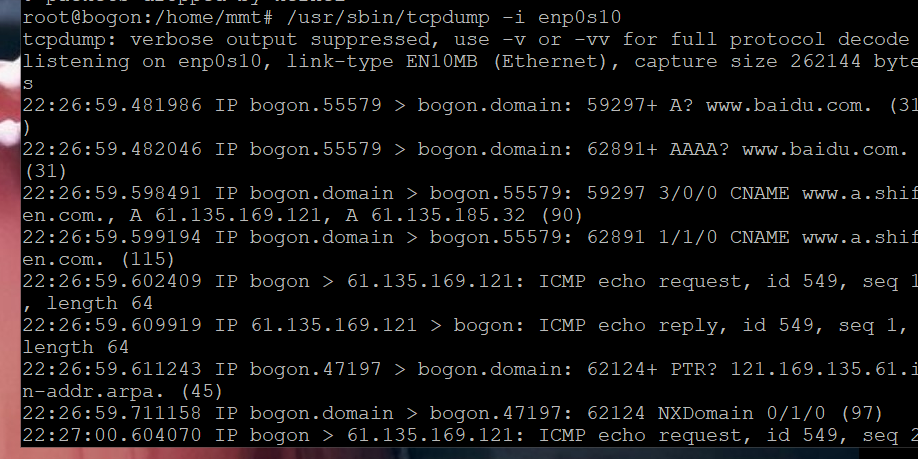 root@bogon:/home/mmt# /usr/sbin/tcpdump -i enp0s10
tcpdump: verbose output suppressed, use -v or -vv for full protocol decode
listening on enp0s10, link-type EN10MB (Ethernet), capture size 262144 byte
s
22:26:59.481986 IP bogon.55579 > bogon.domain: 59297+ A? www.baidu.com. (31
)
22:26:59.482046 IP bogon.55579 > bogon.domain: 62891+ AAAA? www.baidu.com.
(31)
22:26:59.598491 IP bogon.domain > bogon.55579: 59297 3/0/0 CNAME www.a.shif
en.com., A 61.135.169.121, A 61.135.185.32 (90)
22:26:59.599194 IP bogon.domain > bogon.55579: 62891 1/1/0 CNAME www.a.shif
en.com. (115)
22:26:59.602409 IP bogon > 61.135.169.121: ICMP echo request, id 549, seq 1
, length 64
22:26:59.609919 IP 61.135.169.121 > bogon: ICMP echo reply, id 549, seq 1,
length 64
22:26:59.611243 IP bogon.47197 > bogon.domain: 62124+ PTR? 121.169.135.61.i
n-addr.arpa. (45)
22:26:59.711158 IP bogon.domain > bogon.47197: 62124 NXDomain 0/1/0 (97)
22:27:00.604070 IP bogon > 61.135.169.121: ICMP echo request, id 549, seq 2